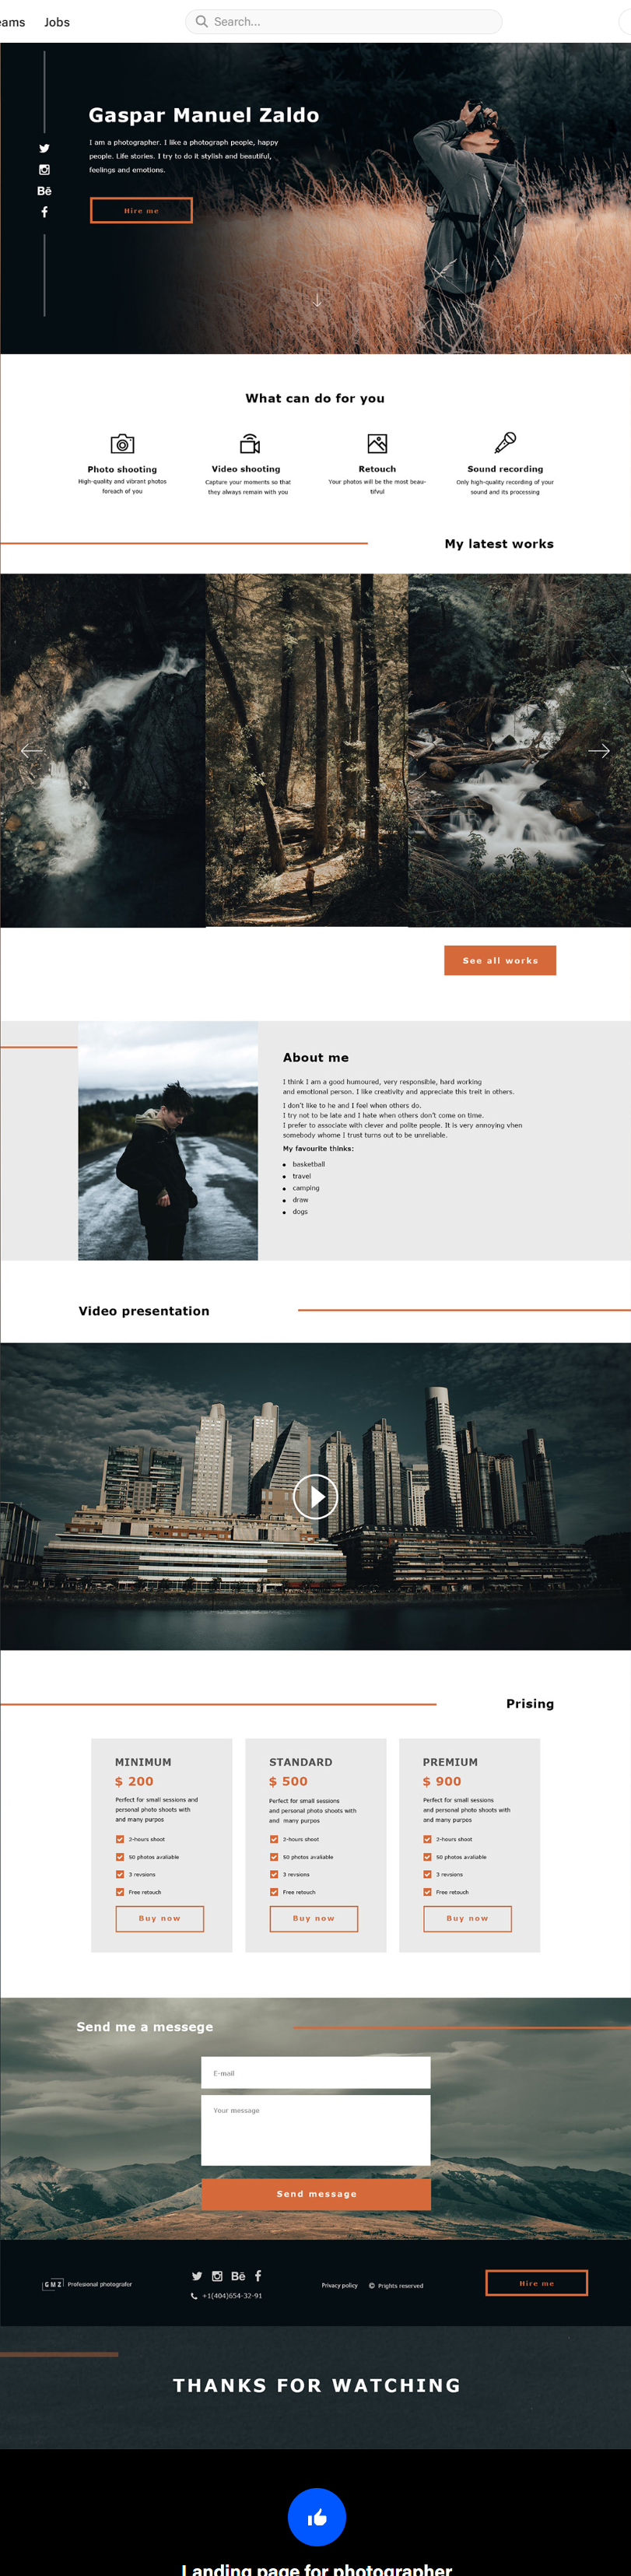 eams
Jobs
Search...
Gaspar Manuel Zaldo
I am a photographer. I like a photograph people, happy
people. Life stories. I try to do it stylish and beautiful,
feelings and emotions.
Bē
Hire me
What can do for you
Photo shooting
High-quality and vibrant photos
foreach of you
Video shooting
Capture your moments so that
they always remain with you
Retouch
Your photos will be the most beau-
tifvul
Sound recording
Only high-quality recording of your
sound and its processing
My latest works
See all works
About me
I think I am a good humoured, very responsible, hard working
and emotional person. I like creativity and appreciate this treit in others.
I don't like to he and I feel when others do.
I try not to be late and I hate when others don't come on time.
I prefer to associate with clever and polite people. It is very annoying when
somebody whome I trust turns out to be unreliable.
My favourite thinks:
basketball
travel
camping
draw
dogs
Video presentation
Prising
MINIMUM
$ 200
Perfect for small sessions and
personal photo shoots with
and many purpos
2-hours shoot
50 photos avaliable
3 revsions
Free retouch
Buy now
STANDARD
$ 500
Perfect for small sessions
and personal photo shoots with
and many purpos
2-hours shoot
50 photos avaliable
3 revsions
Free retouch
Buy now
PREMIUM
$ 900
Perfect for small sessions
and personal photo shoots with
and many purpos
2-hours shoot
50 photos avaliable
3 revsions
Free retouch
Buy now
Send me a messege
E-mail
Your message
Send message
GMZ
Profesional photografer
Bē
+1(404)654-32-91
Privacy policy
© Prights reserved
Hire me
THANKS FOR WATCHING
Landing page for photographer